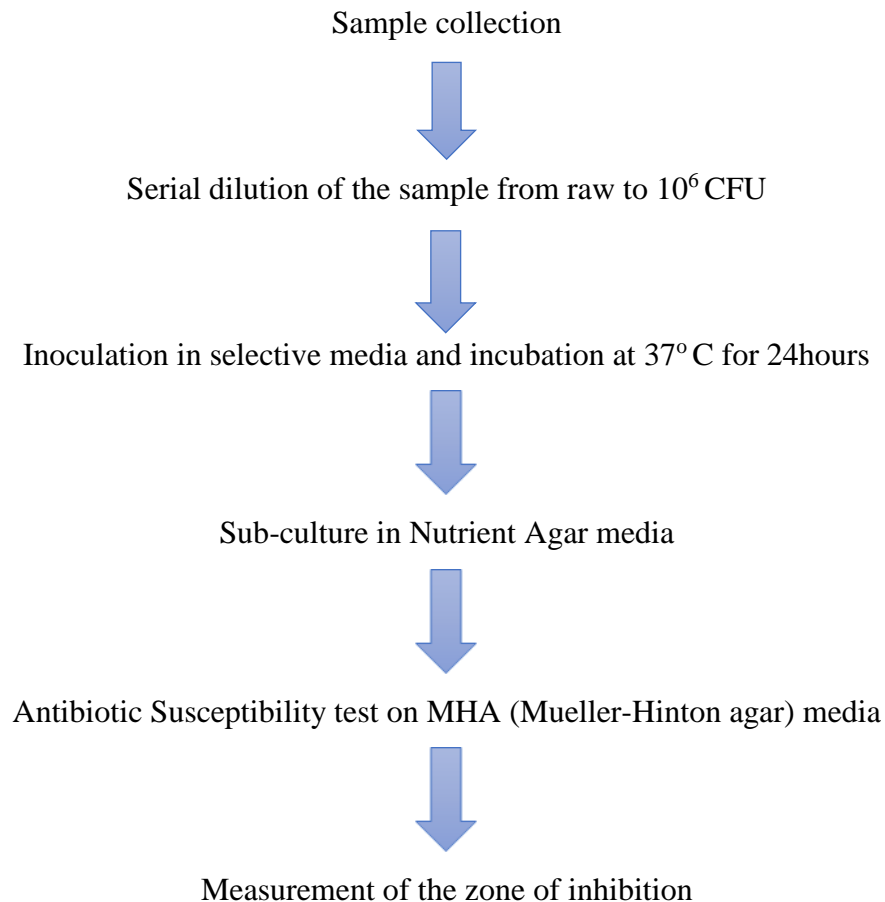 Sample collection
Serial dilution of the sample from raw to 10⁶ CFU
Inoculation in selective media and incubation at 37° C for 24hours
Sub-culture in Nutrient Agar media
Antibiotic Susceptibility test on MHA (Mueller-Hinton agar) media
Measurement of the zone of inhibition